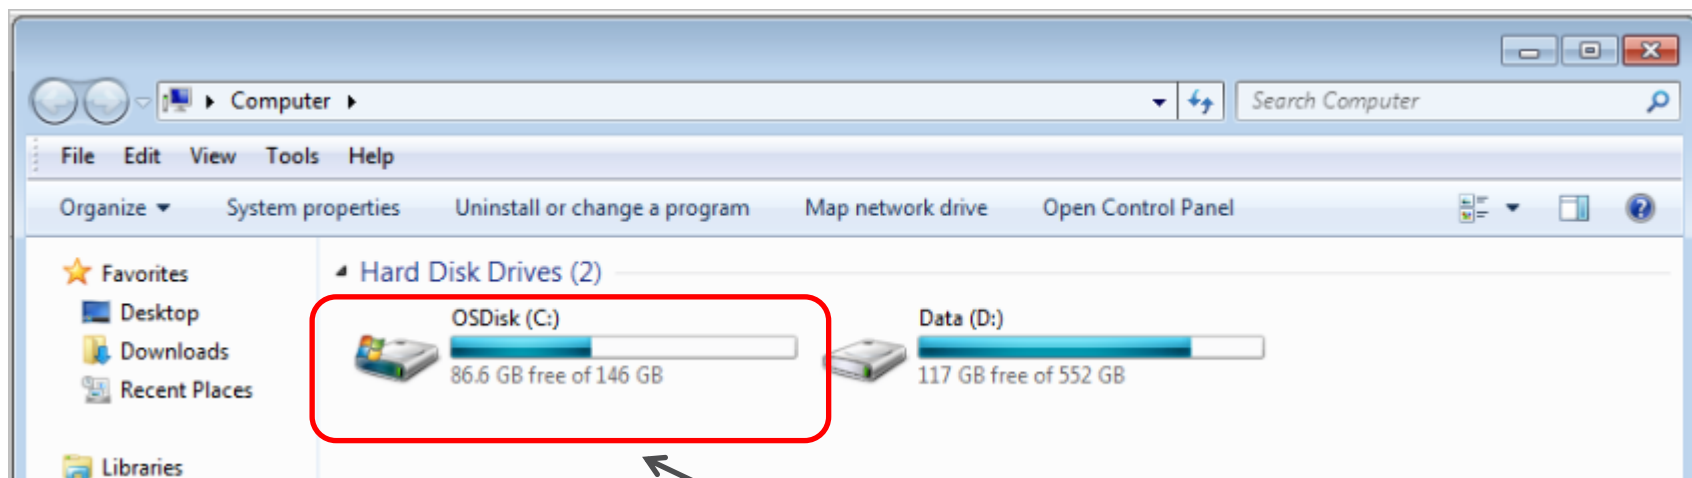 Computer
Search Computer
File Edit View Tools Help
Organize System properties Uninstall or change a program Map network drive Open Control Panel
Favorites
Desktop
Downloads
Recent Places
Libraries
Hard Disk Drives (2)
OSDisk (C:)
86.6 GB free of 146 GB
Data (D:)
117 GB free of 552 GB